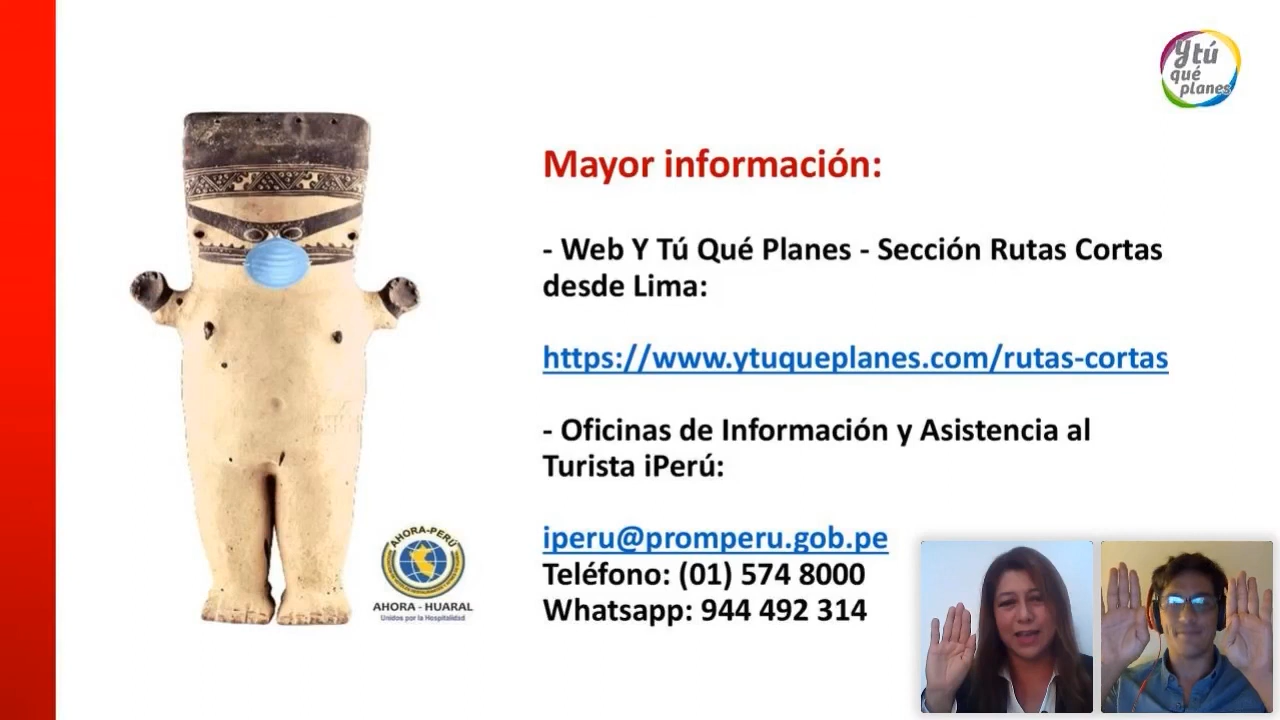 Y tú
qué
planes
Mayor información:
- Web Y Tú Qué Planes - Sección Rutas Cortas
desde Lima:
https://www.ytuqueplanes.com/rutas-cortas
- Oficinas de Información y Asistencia al
Turista iPerú:
iperu@promperu.gob.pe
Teléfono: (01) 574 8000
Whatsapp: 944 492 314
AHORA-PERÚ
AHORA - HUARAL
Unidos por la Hospitalidad